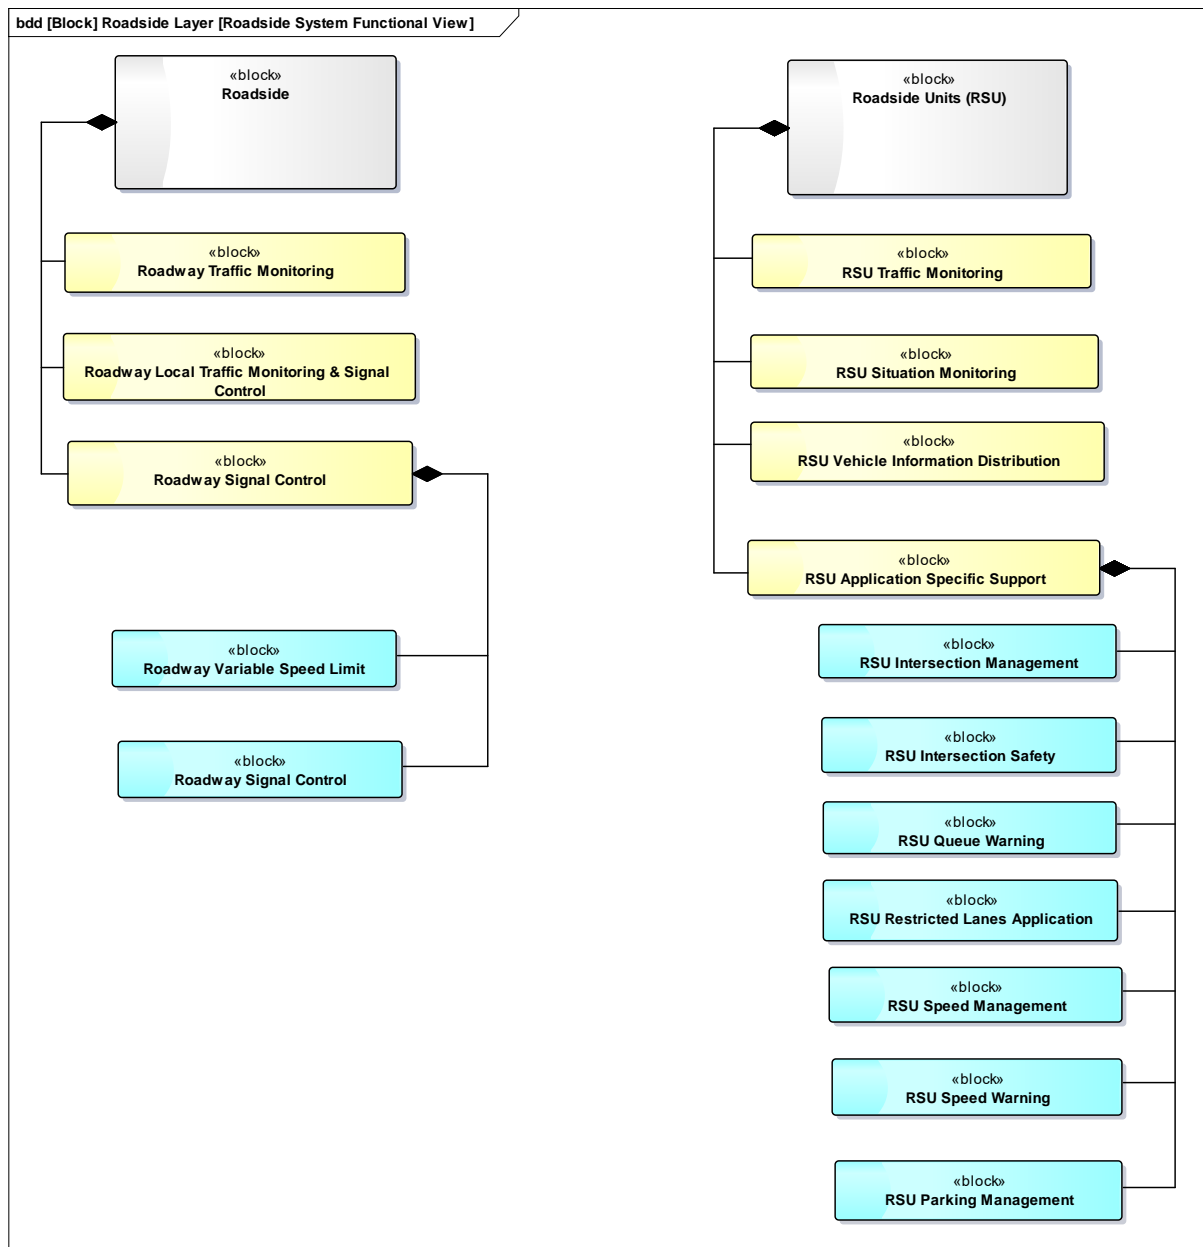 bdd [Block] Roadside Layer [Roadside System Functional View]
«block»
Roadside
«block»
Roadway Traffic Monitoring
«block»
Roadway Local Traffic Monitoring & Signal
Control
«block»
Roadway Signal Control
«block»
Roadway Variable Speed Limit
«block»
Roadway Signal Control
«block»
Roadside Units (RSU)
«block»
RSU Traffic Monitoring
«block»
RSU Situation Monitoring
«block»
RSU Vehicle Information Distribution
«block»
RSU Application Specific Support
«block»
RSU Intersection Management
«block»
RSU Intersection Safety
«block»
RSU Queue Warning
«block»
RSU Restricted Lanes Application
«block»
RSU Speed Management
«block»
RSU Speed Warning
«block»
RSU Parking Management